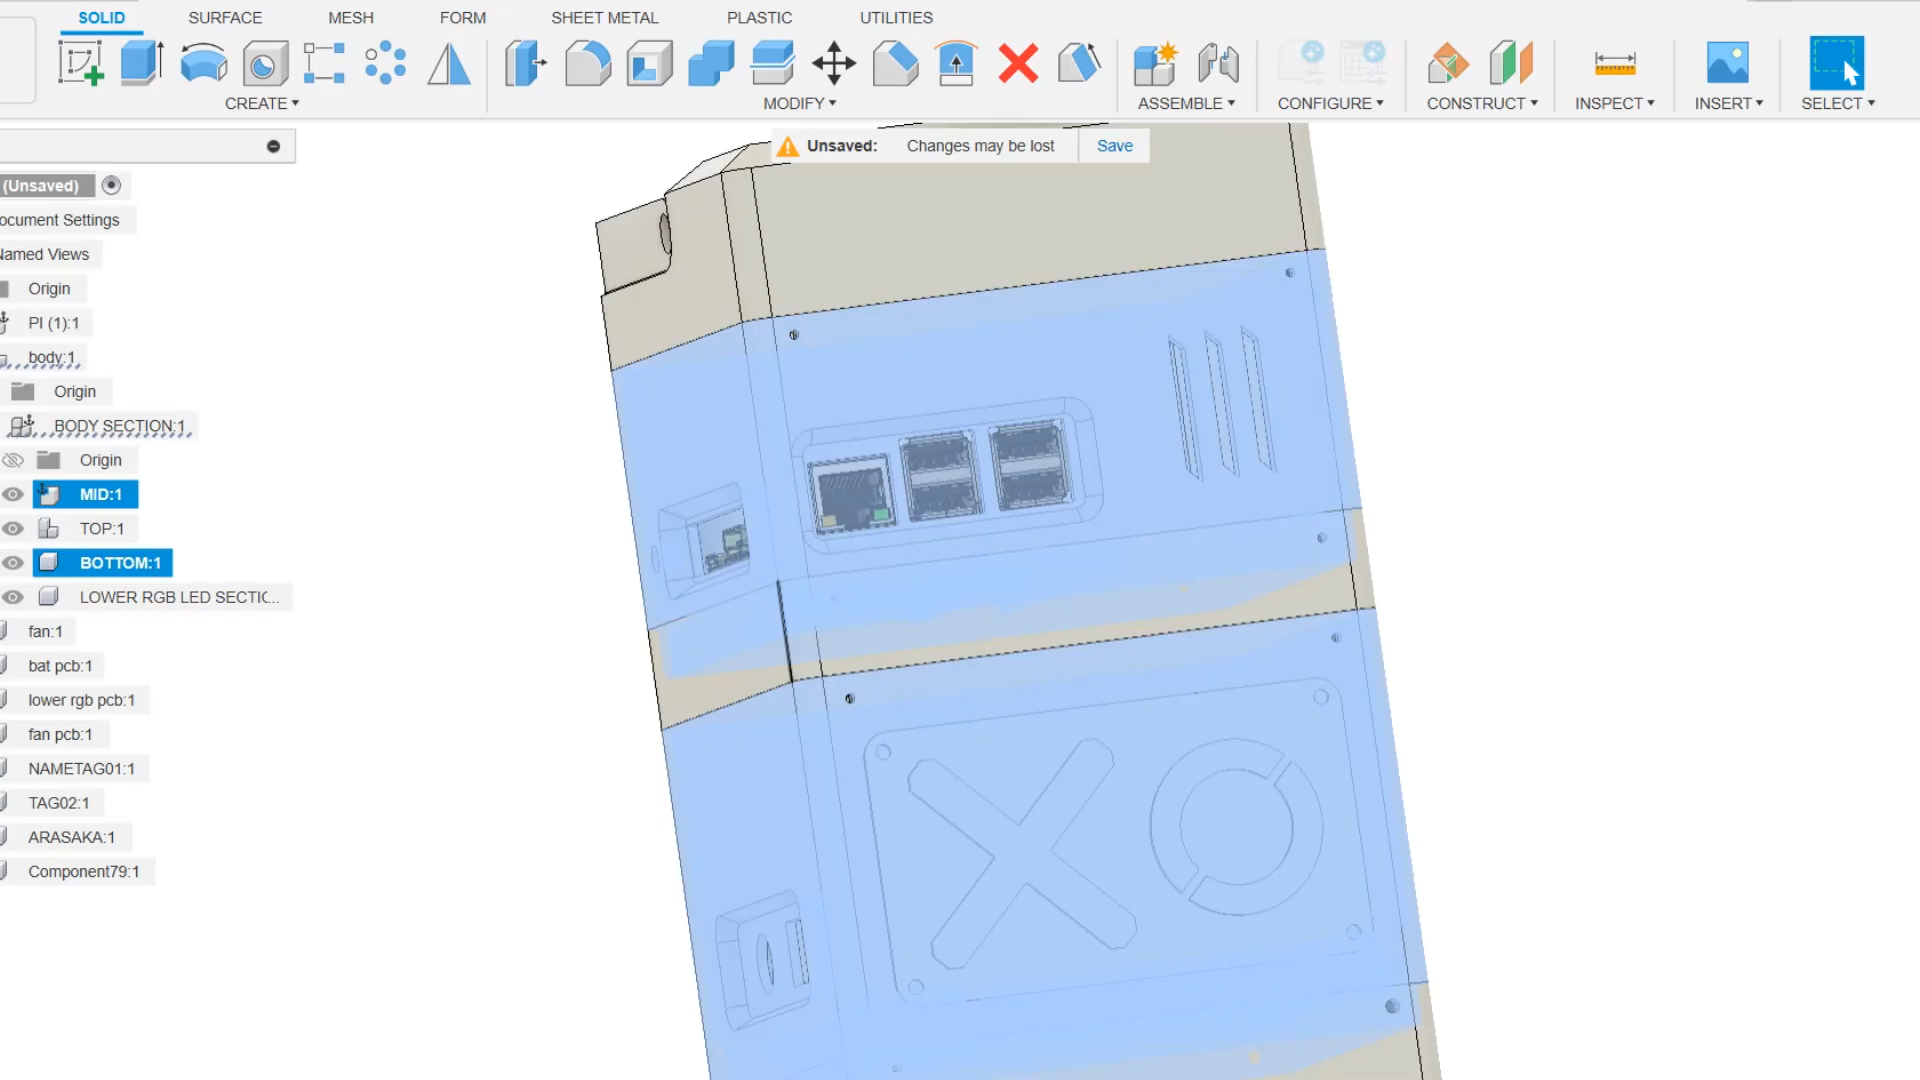 SOLID SURFACE MESH FORM SHEET METAL PLASTIC UTILITIES
CREATE MODIFY ASSEMBLE CONFIGURE CONSTRUCT INSPECT INSERT SELECT
Unsaved: Changes may be lost Save
(Unsaved)
ocument Settings
Named Views
Origin
PI (1):1
body:1
Origin
BODY SECTION:1
Origin
MID:1
TOP:1
BOTTOM:1
LOWER RGB LED SECTIC...
fan:1
bat pcb:1
lower rgb pcb:1
fan pcb:1
NAMETAG01:1
TAG02:1
ARASAKA:1
Component79:1